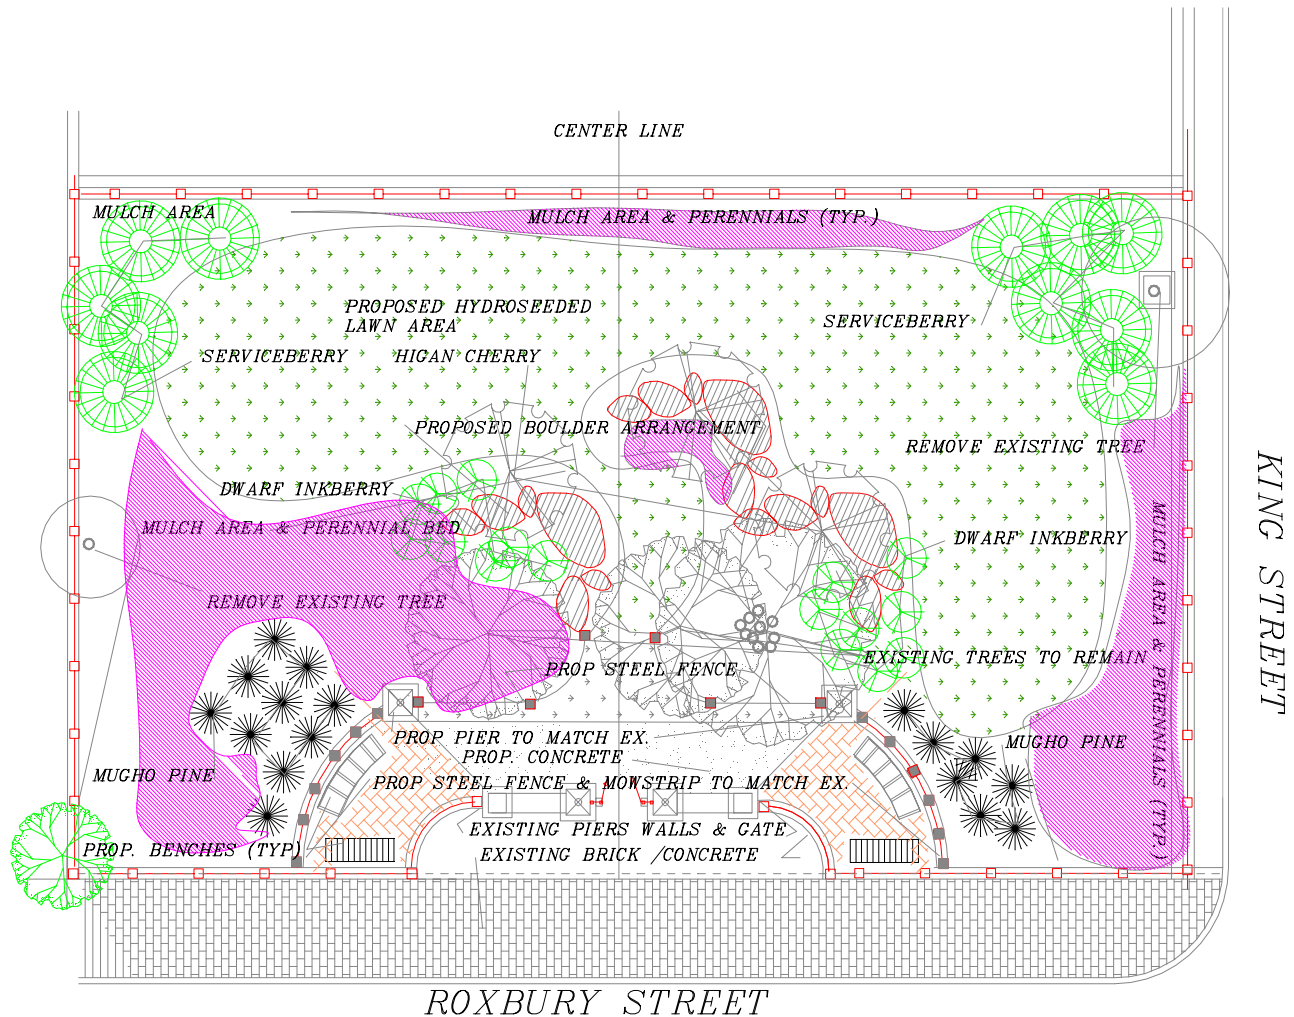 CENTER LINE
MULCH AREA
MULCH AREA & PERENNIALS (TYP.)
PROPOSED HYDROSEEDED
LAWN AREA
SERVICEBERRY
SERVICEBERRY
HIGAN CHERRY
PROPOSED BOULDER ARRANGEMENT
REMOVE EXISTING TREE
DWARF INKBERRY
MULCH AREA & PERENNIAL BED
DWARF INKBERRY
KING STREET
MULCH AREA & PERENNIALS (TYP.)
REMOVE EXISTING TREE
EXISTING TREES TO REMAIN
PROP STEEL FENCE
PROP PIER TO MATCH EX.
MUGHO PINE
PROP. CONCRETE
MUGHO PINE
PROP STEEL FENCE & MOWSTRIP TO MATCH EX.
EXISTING PIERS WALLS & GATE
PROP. BENCHES (TYP)
EXISTING BRICK /CONCRETE
ROXBURY STREET